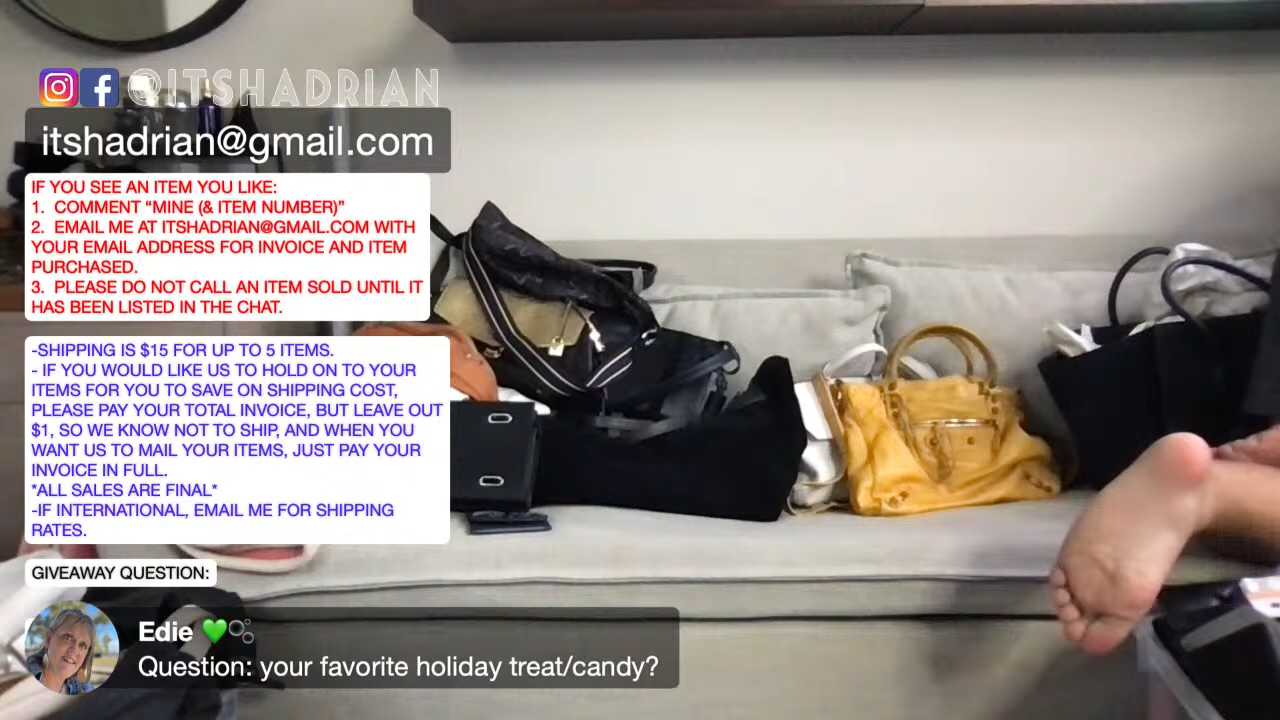 @ITSHADRIAN
itshadrian@gmail.com
IF YOU SEE AN ITEM YOU LIKE:
1. COMMENT “MINE (& ITEM NUMBER)”
2. EMAIL ME AT ITSHADRIAN@GMAIL.COM WITH
YOUR EMAIL ADDRESS FOR INVOICE AND ITEM
PURCHASED.
3. PLEASE DO NOT CALL AN ITEM SOLD UNTIL IT
HAS BEEN LISTED IN THE CHAT.
-SHIPPING IS $15 FOR UP TO 5 ITEMS.
- IF YOU WOULD LIKE US TO HOLD ON TO YOUR
ITEMS FOR YOU TO SAVE ON SHIPPING COST,
PLEASE PAY YOUR TOTAL INVOICE, BUT LEAVE OUT
$1, SO WE KNOW NOT TO SHIP, AND WHEN YOU
WANT US TO MAIL YOUR ITEMS, JUST PAY YOUR
INVOICE IN FULL.
*ALL SALES ARE FINAL*
-IF INTERNATIONAL, EMAIL ME FOR SHIPPING
RATES.
GIVEAWAY QUESTION:
Edie
Question: your favorite holiday treat/candy?